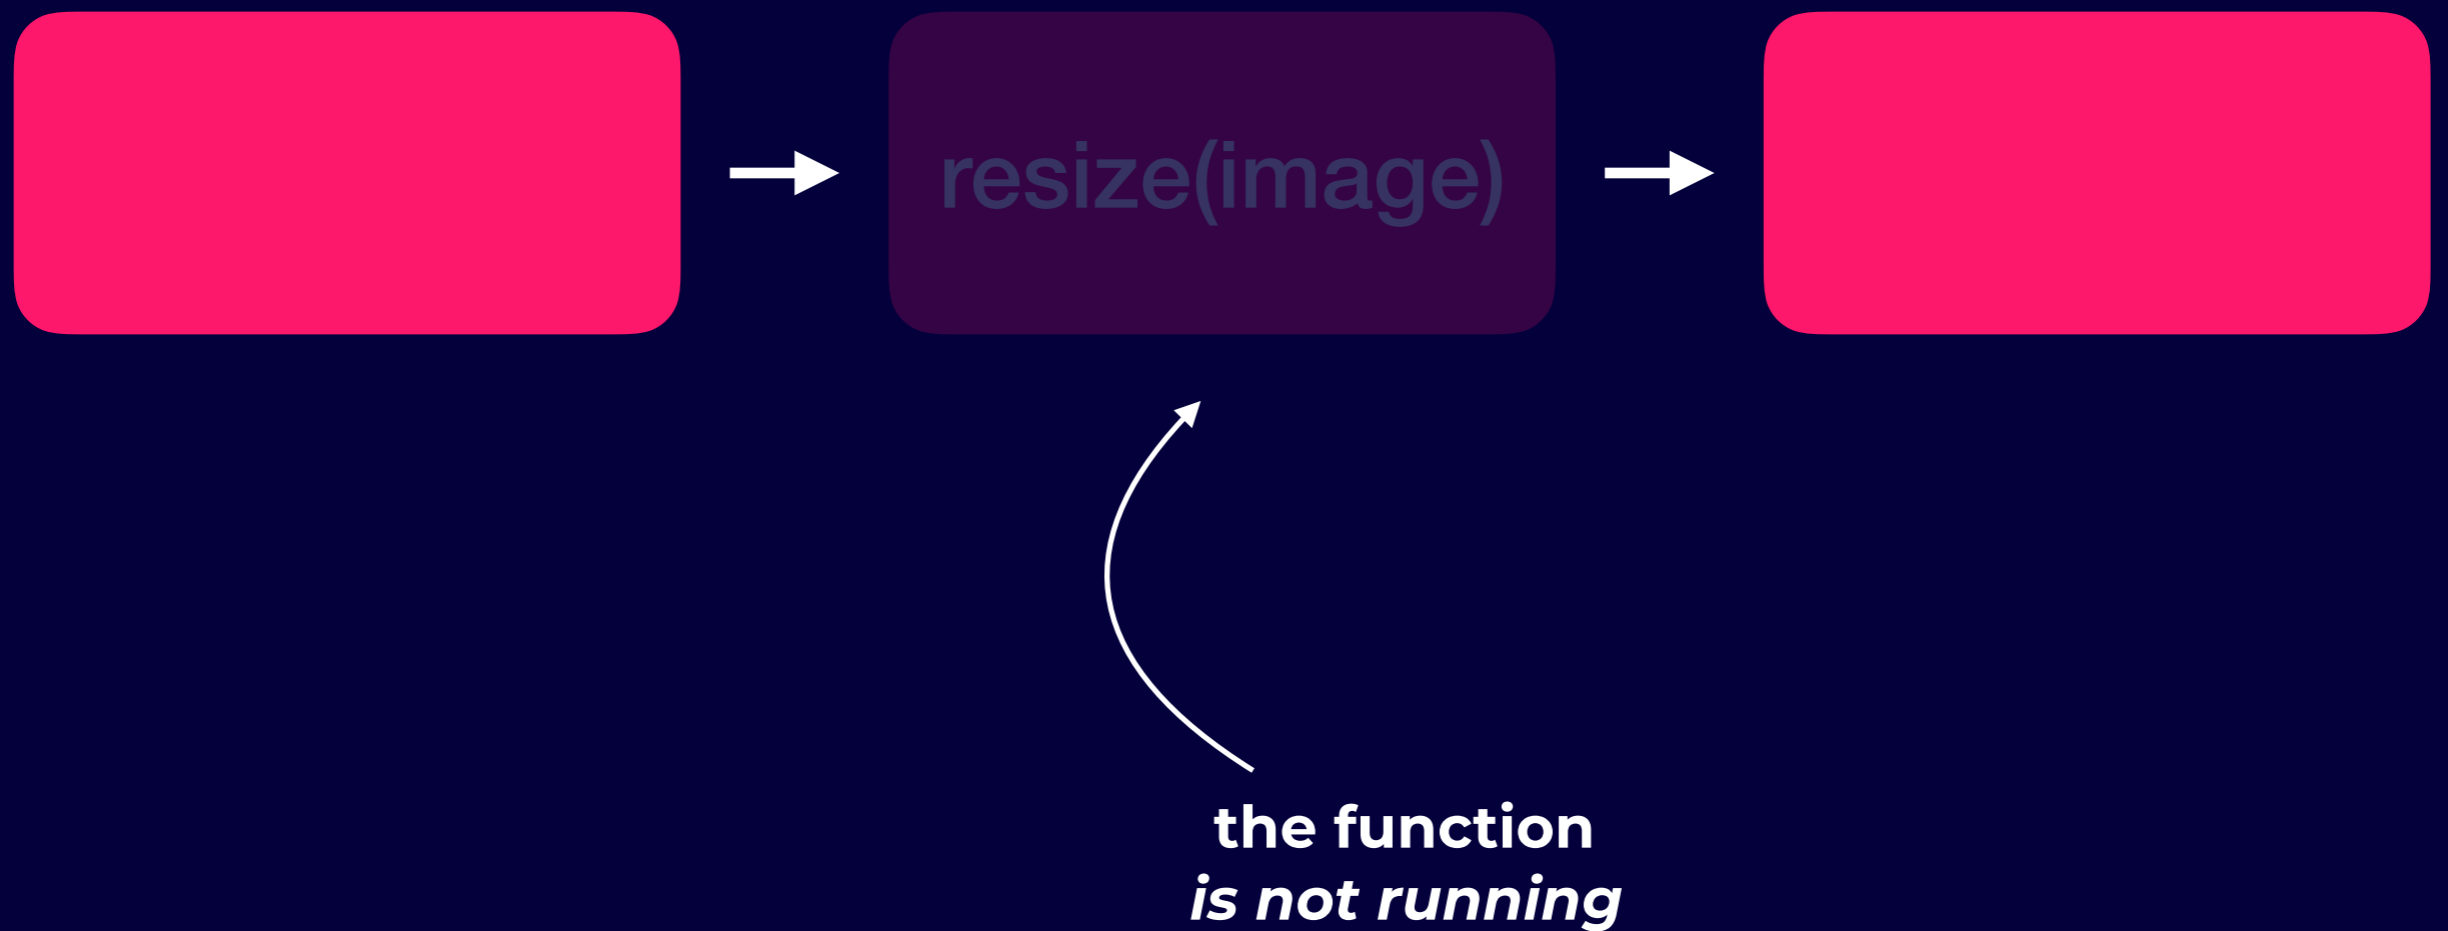 resize(image)
the function
is not running